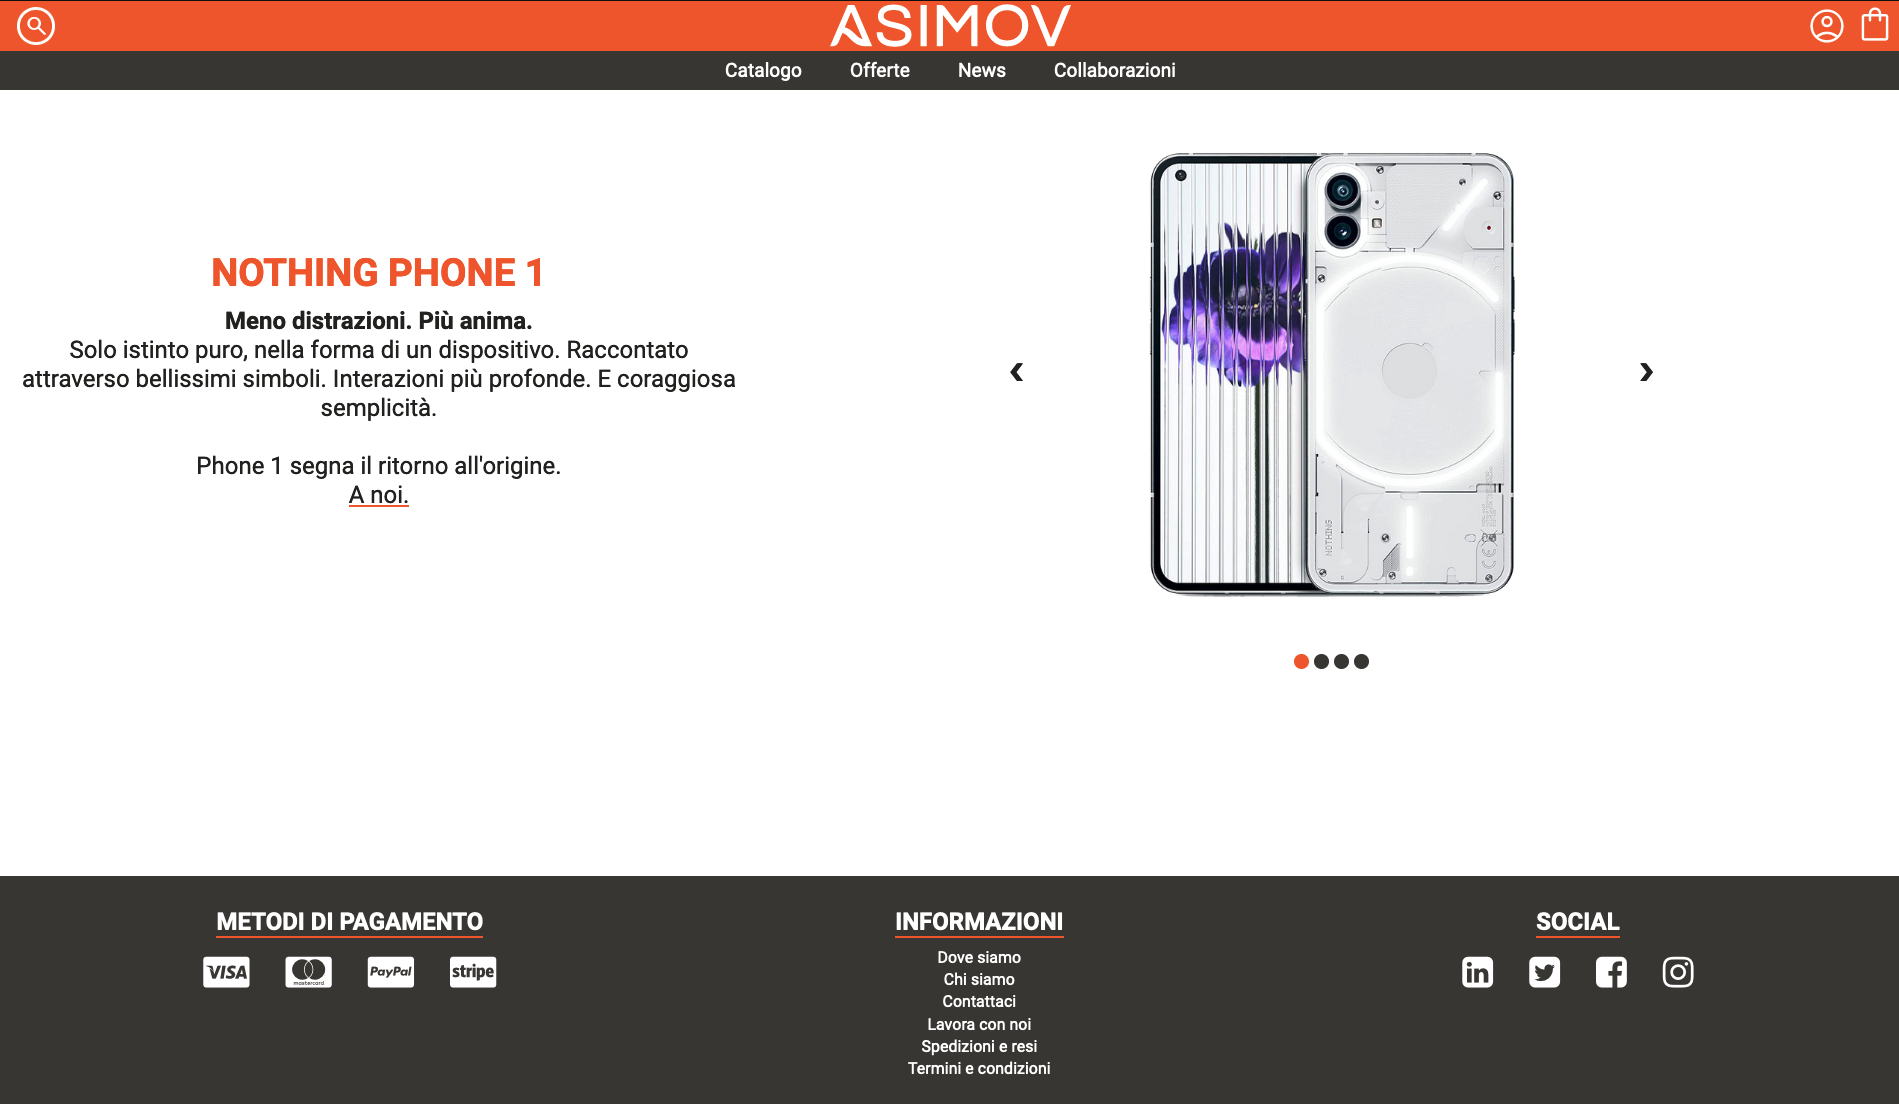 ASIMOV
Catalogo Offerte News Collaborazioni
NOTHING PHONE 1
Meno distrazioni. Più anima.
Solo istinto puro, nella forma di un dispositivo. Raccontato
attraverso bellissimi simboli. Interazioni più profonde. E coraggiosa
semplicità.
Phone 1 segna il ritorno all'origine.
A noi.
‹
›
NOTHING
METODI DI PAGAMENTO
VISA
mastercard
PayPal
stripe
INFORMAZIONI
Dove siamo
Chi siamo
Contattaci
Lavora con noi
Spedizioni e resi
Termini e condizioni
SOCIAL
in